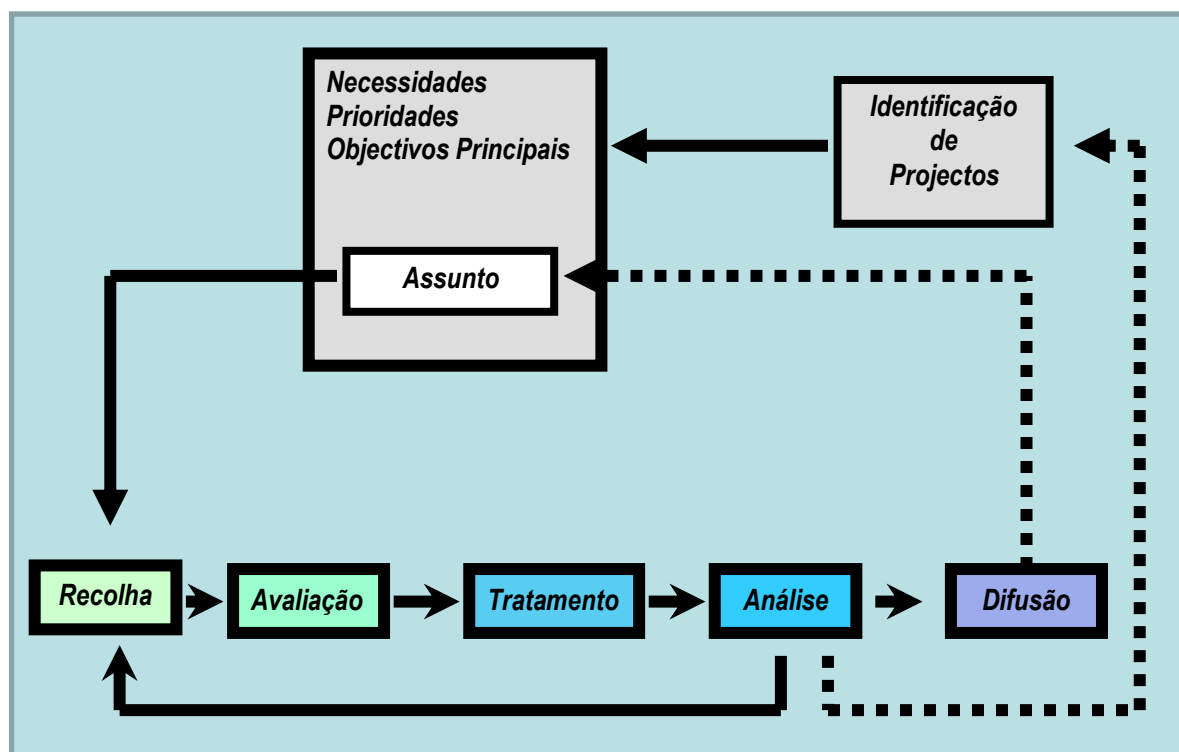 Necessidades
Prioridades
Objectivos Principais
Identificação
de
Projectos
Assunto
Recolha
Avaliação
Tratamento
Análise
Difusão